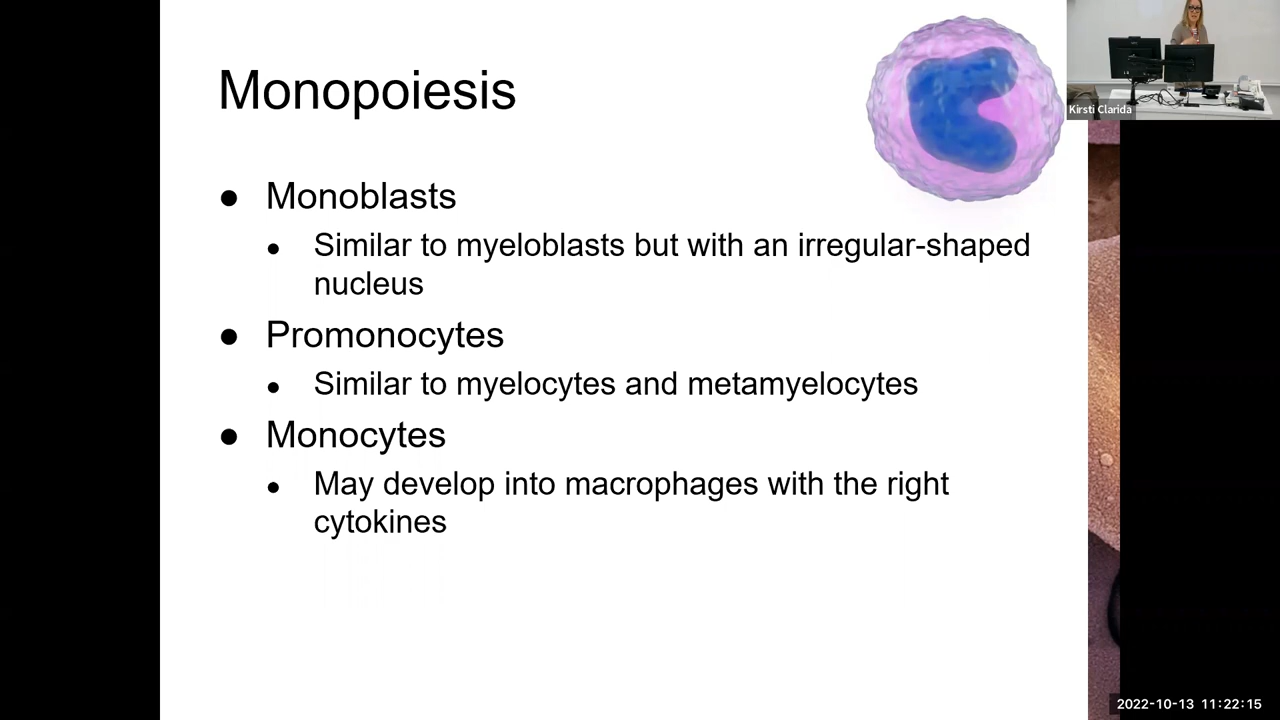 Monopoiesis
Kirsti Clarida
● Monoblasts
● Similar to myeloblasts but with an irregular-shaped
nucleus
● Promonocytes
● Similar to myelocytes and metamyelocytes
● Monocytes
● May develop into macrophages with the right
cytokines
2022-10-13 11:22:15